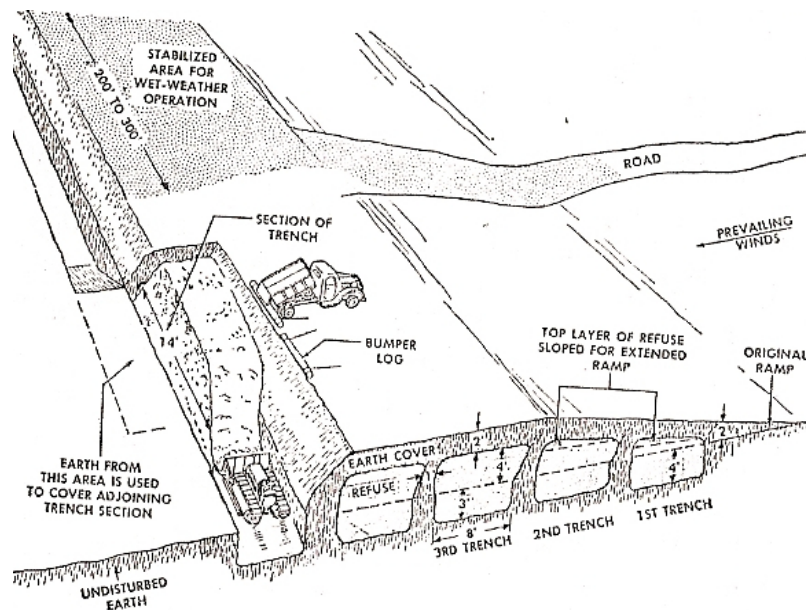 STABILIZED
AREA FOR
WET-WEATHER
OPERATION
200' TO 300'
ROAD
SECTION OF
TRENCH
PREVAILING
WINDS
14'
BUMPER
LOG
TOP LAYER OF REFUSE
SLOPED FOR EXTENDED
RAMP
ORIGINAL
RAMP
EARTH FROM
THIS AREA IS USED
TO COVER ADJOINING
TRENCH SECTION
EARTH COVER
2'
2'
REFUSE
4'
4'
3'
8'
3RD TRENCH
2ND TRENCH
1ST TRENCH
UNDISTURBED
EARTH